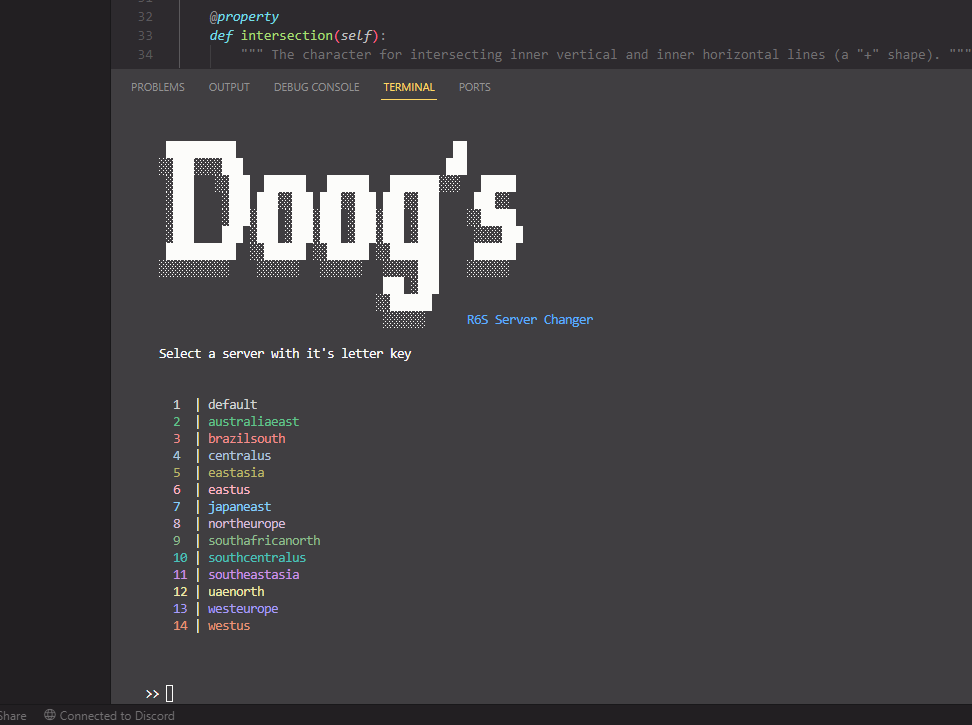 32 @property
33 def intersection(self):
34 """ The character for intersecting inner vertical and inner horizontal lines (a "+" shape). """
PROBLEMS OUTPUT DEBUG CONSOLE TERMINAL PORTS
Doog's
R6S Server Changer
Select a server with it's letter key
1 | default
2 | australiaeast
3 | brazilsouth
4 | centralus
5 | eastasia
6 | eastus
7 | japaneast
8 | northeurope
9 | southafricanorth
10 | southcentralus
11 | southeastasia
12 | uaenorth
13 | westeurope
14 | westus
>>
Share Connected to Discord